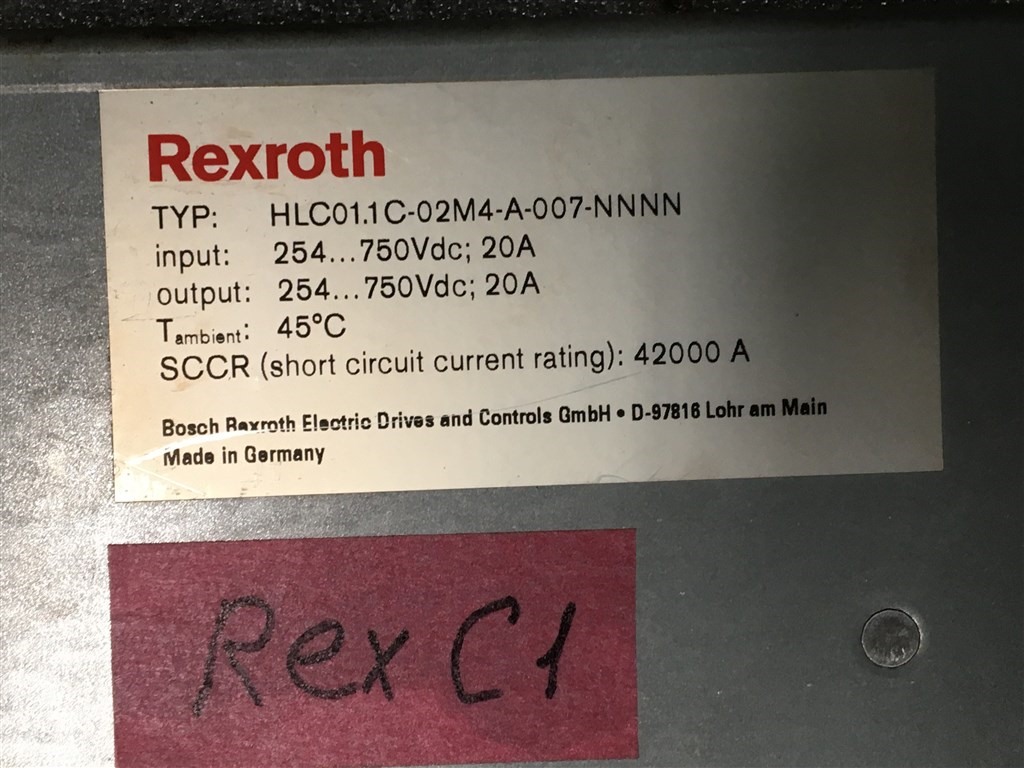 Rexroth
TYP: HLC01.1C-02M4-A-007-NNNN
input: 254...750Vdc; 20A
output: 254...750Vdc; 20A
Tambient: 45°C
SCCR (short circuit current rating): 42000 A
Bosch Rexroth Electric Drives and Controls GmbH • D-97816 Lohr am Main
Made in Germany
Rex C1